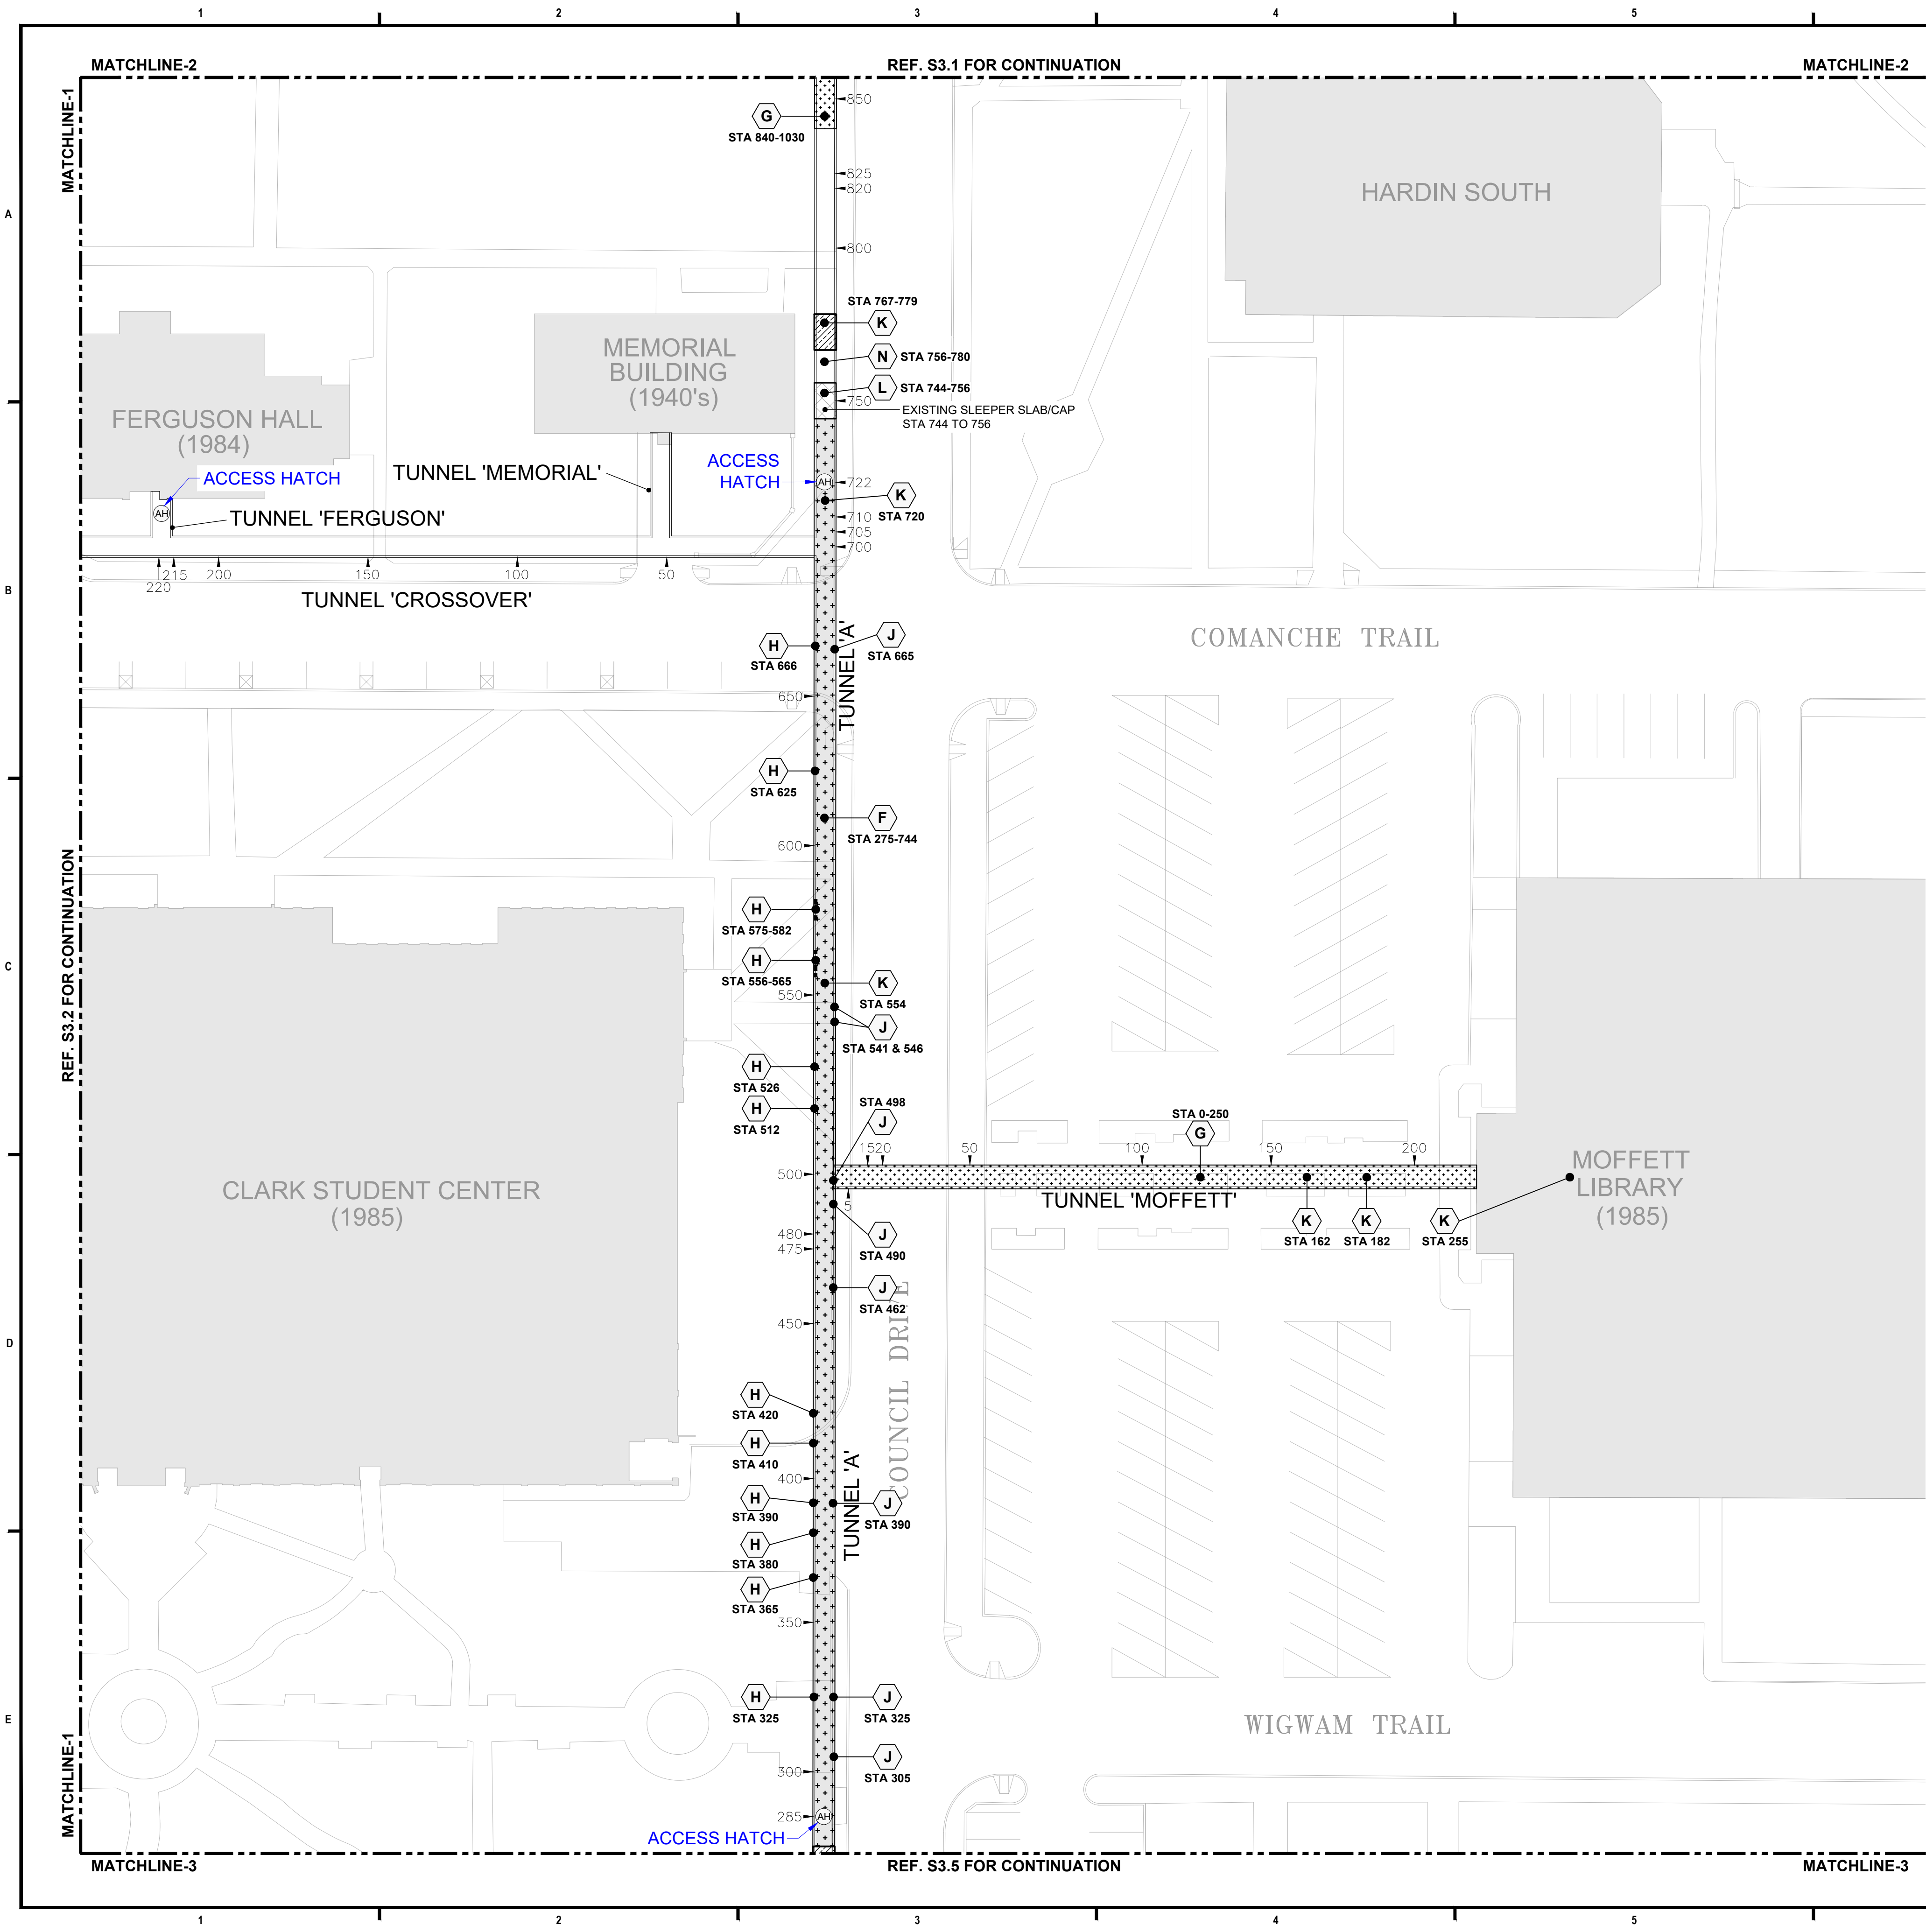 1 2 3 4 5
MATCHLINE-2 REF. S3.1 FOR CONTINUATION MATCHLINE-2
MATCHLINE-1
850
G
STA 840-1030
825
820
HARDIN SOUTH
A
800
STA 767-779
K
MEMORIAL
BUILDING
(1940's)
N STA 756-780
L STA 744-756
750
EXISTING SLEEPER SLAB/CAP
STA 744 TO 756
FERGUSON HALL
(1984)
ACCESS HATCH
TUNNEL 'MEMORIAL'
ACCESS
HATCH
AH
722
K
STA 720
AH
TUNNEL 'FERGUSON'
710
705
700
220 215 200 150 100 50
TUNNEL 'CROSSOVER'
B
COMANCHE TRAIL
TUNNEL 'A'
H
STA 666
J
STA 665
650
H
STA 625
F
STA 275-744
600
REF. S3.2 FOR CONTINUATION
H
STA 575-582
C
H
STA 556-565
K
STA 554
550
J
STA 541 & 546
H
STA 526
STA 498
J
H
STA 512
STA 0-250
G
15 20 50 100 150 200
500
5
TUNNEL 'MOFFETT'
MOFFETT
LIBRARY
(1985)
CLARK STUDENT CENTER
(1985)
K
STA 162
K
STA 182
K
STA 255
480
475
J
STA 490
J
STA 462
450
D
COUNCIL DRIVE
H
STA 420
H
STA 410
400
TUNNEL 'A'
H
STA 390
J
STA 390
H
STA 380
H
STA 365
350
H
STA 325
J
STA 325
E
WIGWAM TRAIL
J
STA 305
300
285
AH
ACCESS HATCH
MATCHLINE-1
MATCHLINE-3 REF. S3.5 FOR CONTINUATION MATCHLINE-3
1 2 3 4 5